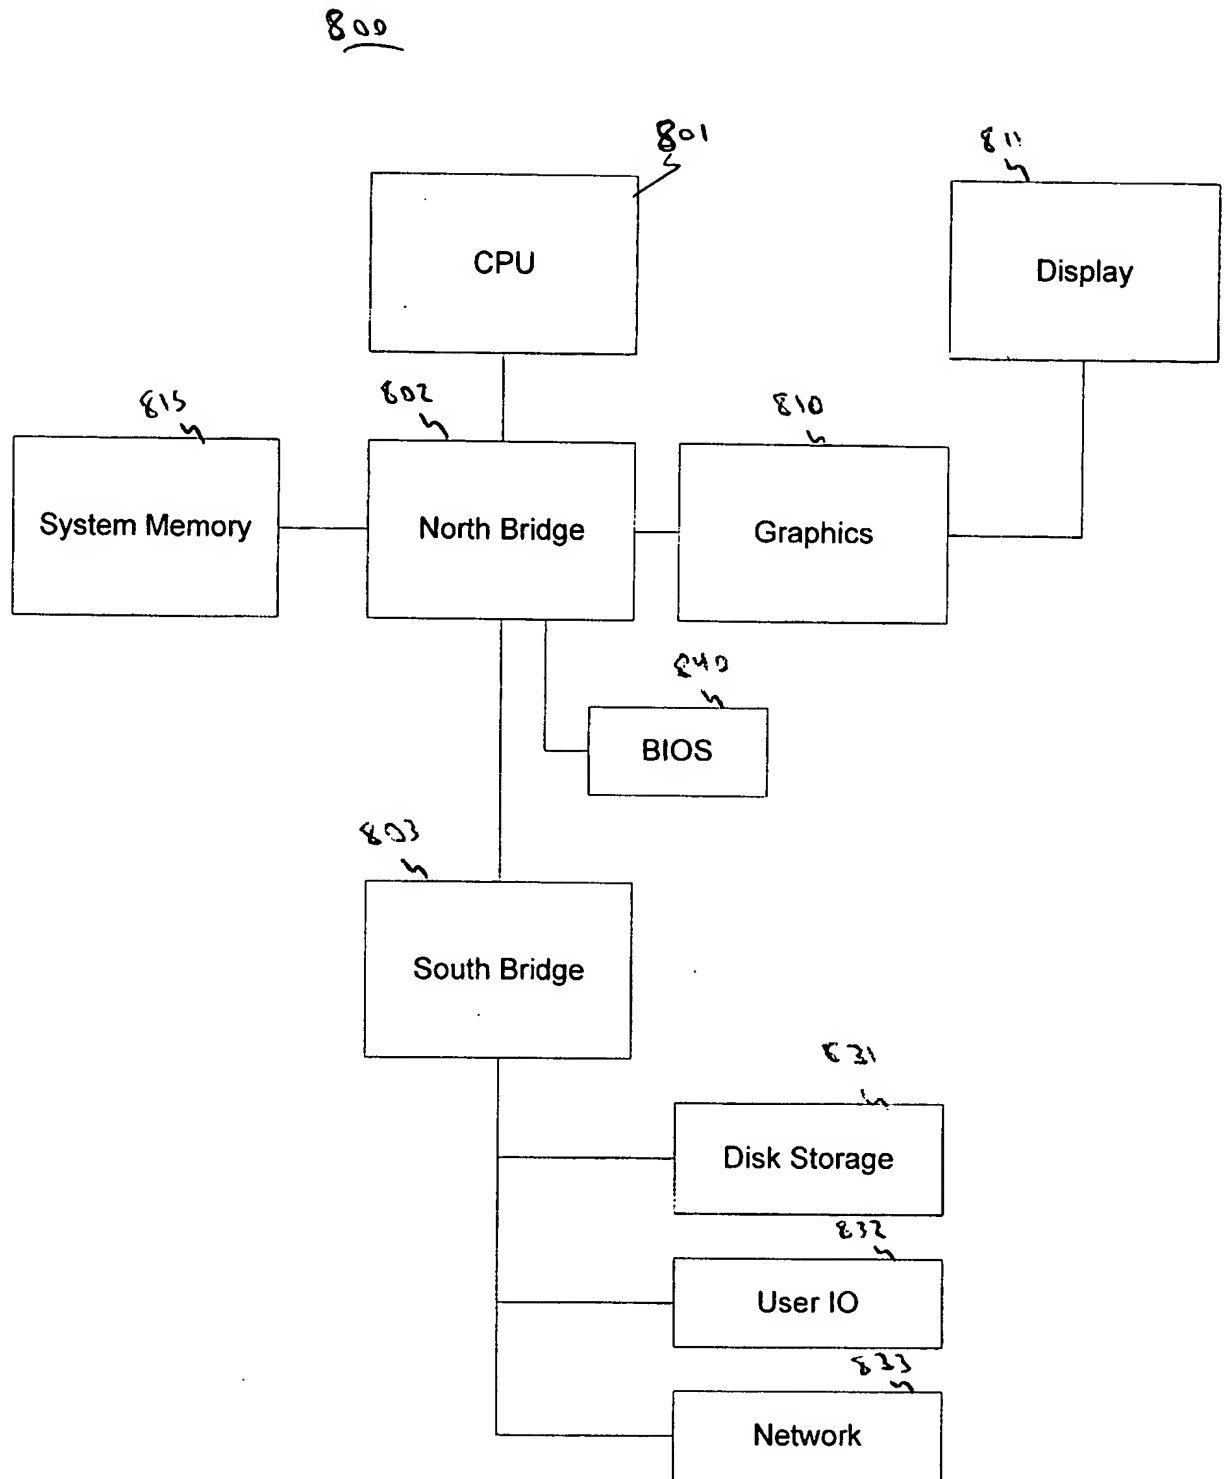 800
801
811
CPU
Display
815
802
810
System Memory
North Bridge
Graphics
840
BIOS
803
South Bridge
831
Disk Storage
832
User IO
833
Network